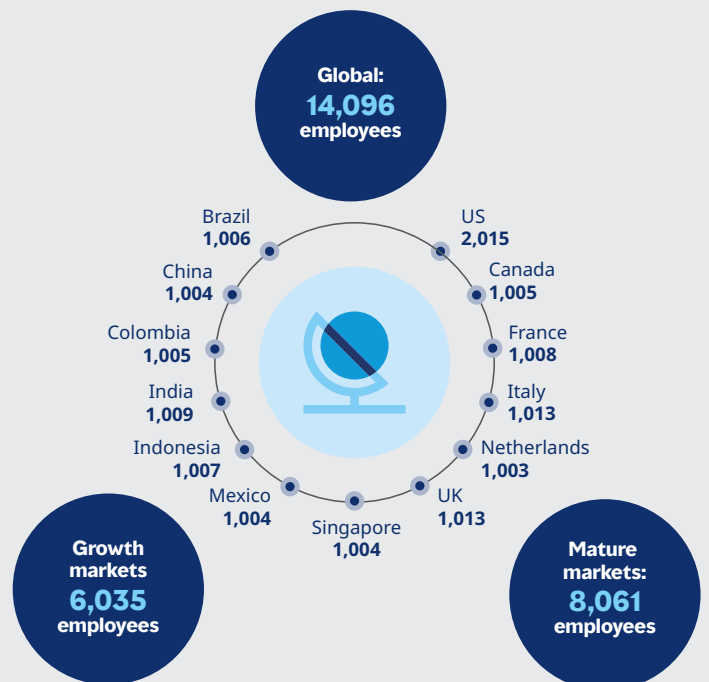 Global:
14,096
employees
Brazil
1,006
US
2,015
China
1,004
Canada
1,005
Colombia
1,005
France
1,008
India
1,009
Italy
1,013
Indonesia
1,007
Netherlands
1,003
Mexico
1,004
UK
1,013
Singapore
1,004
Growth
markets
6,035
employees
Mature
markets:
8,061
employees